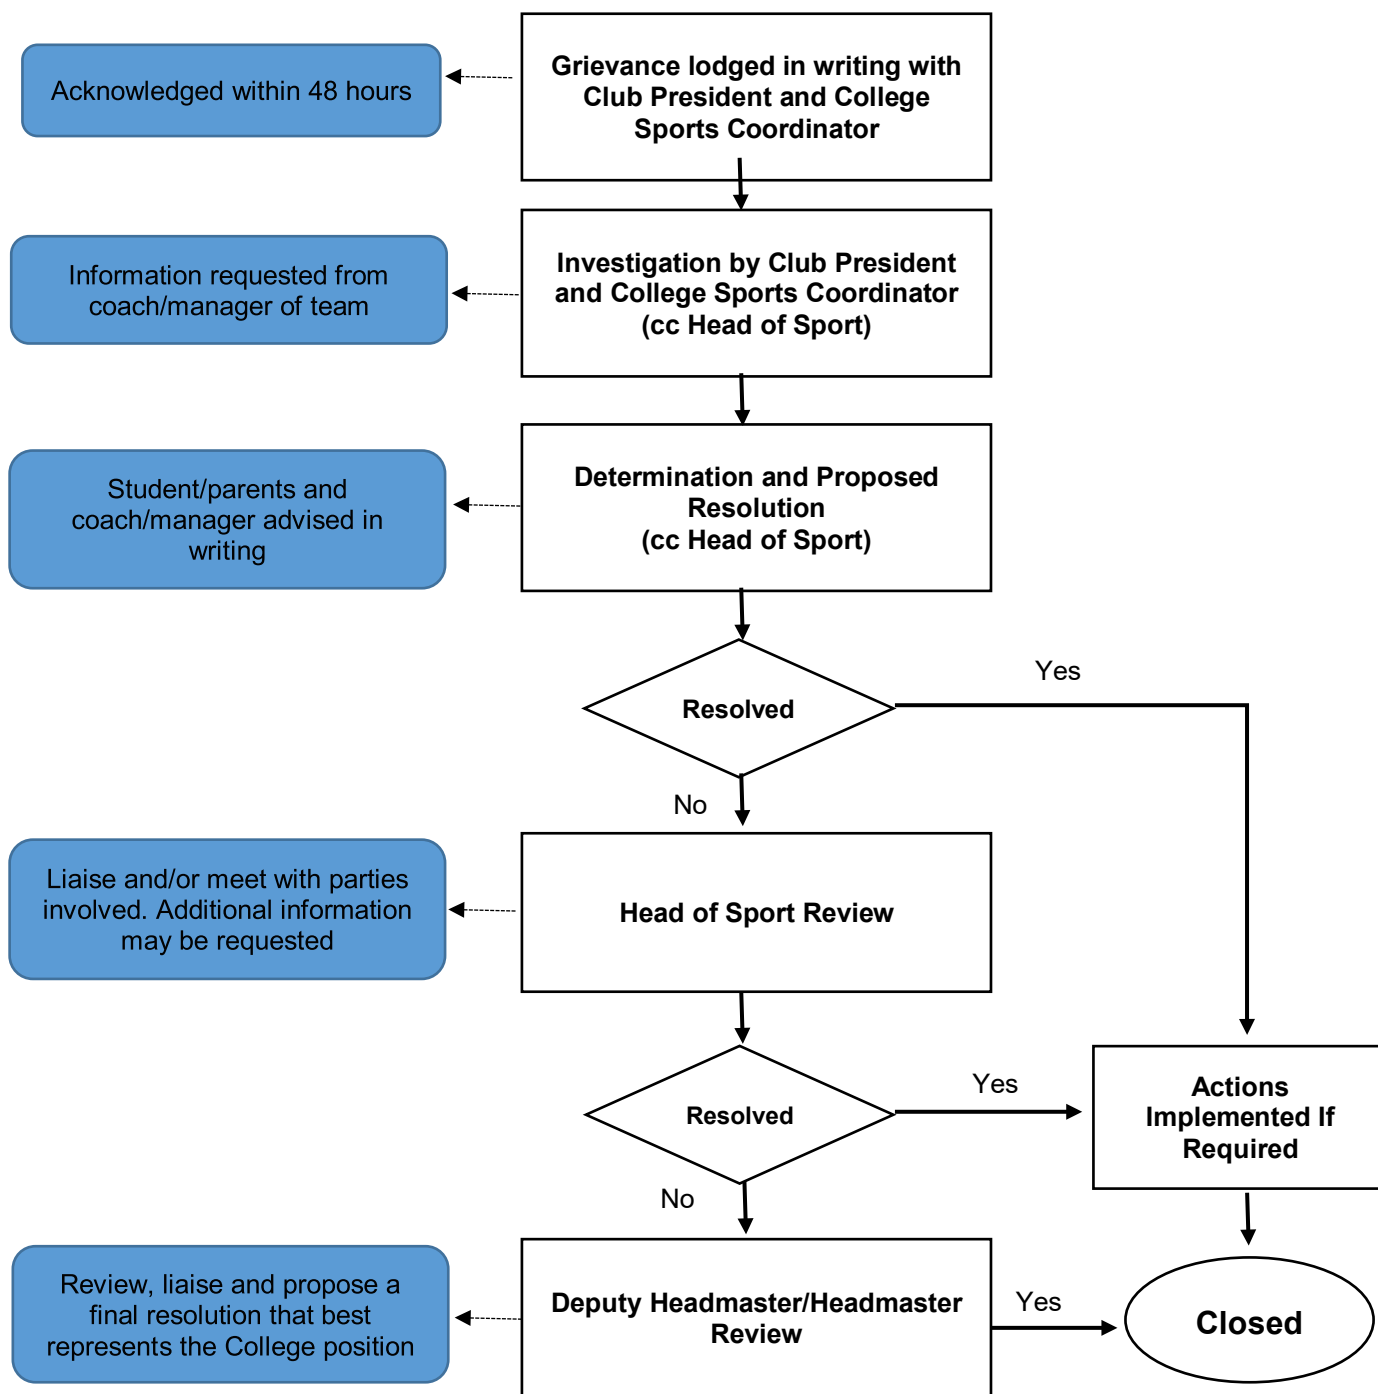 Grievance lodged in writing with
Club President and College
Sports Coordinator
Acknowledged within 48 hours
Investigation by Club President
and College Sports Coordinator
(cc Head of Sport)
Information requested from
coach/manager of team
Determination and Proposed
Resolution
(cc Head of Sport)
Student/parents and
coach/manager advised in
writing
Resolved
Yes
No
Head of Sport Review
Liaise and/or meet with parties
involved. Additional information
may be requested
Resolved
Yes
Actions
Implemented If
Required
No
Deputy Headmaster/Headmaster
Review
Review, liaise and propose a
final resolution that best
represents the College position
Yes
Closed